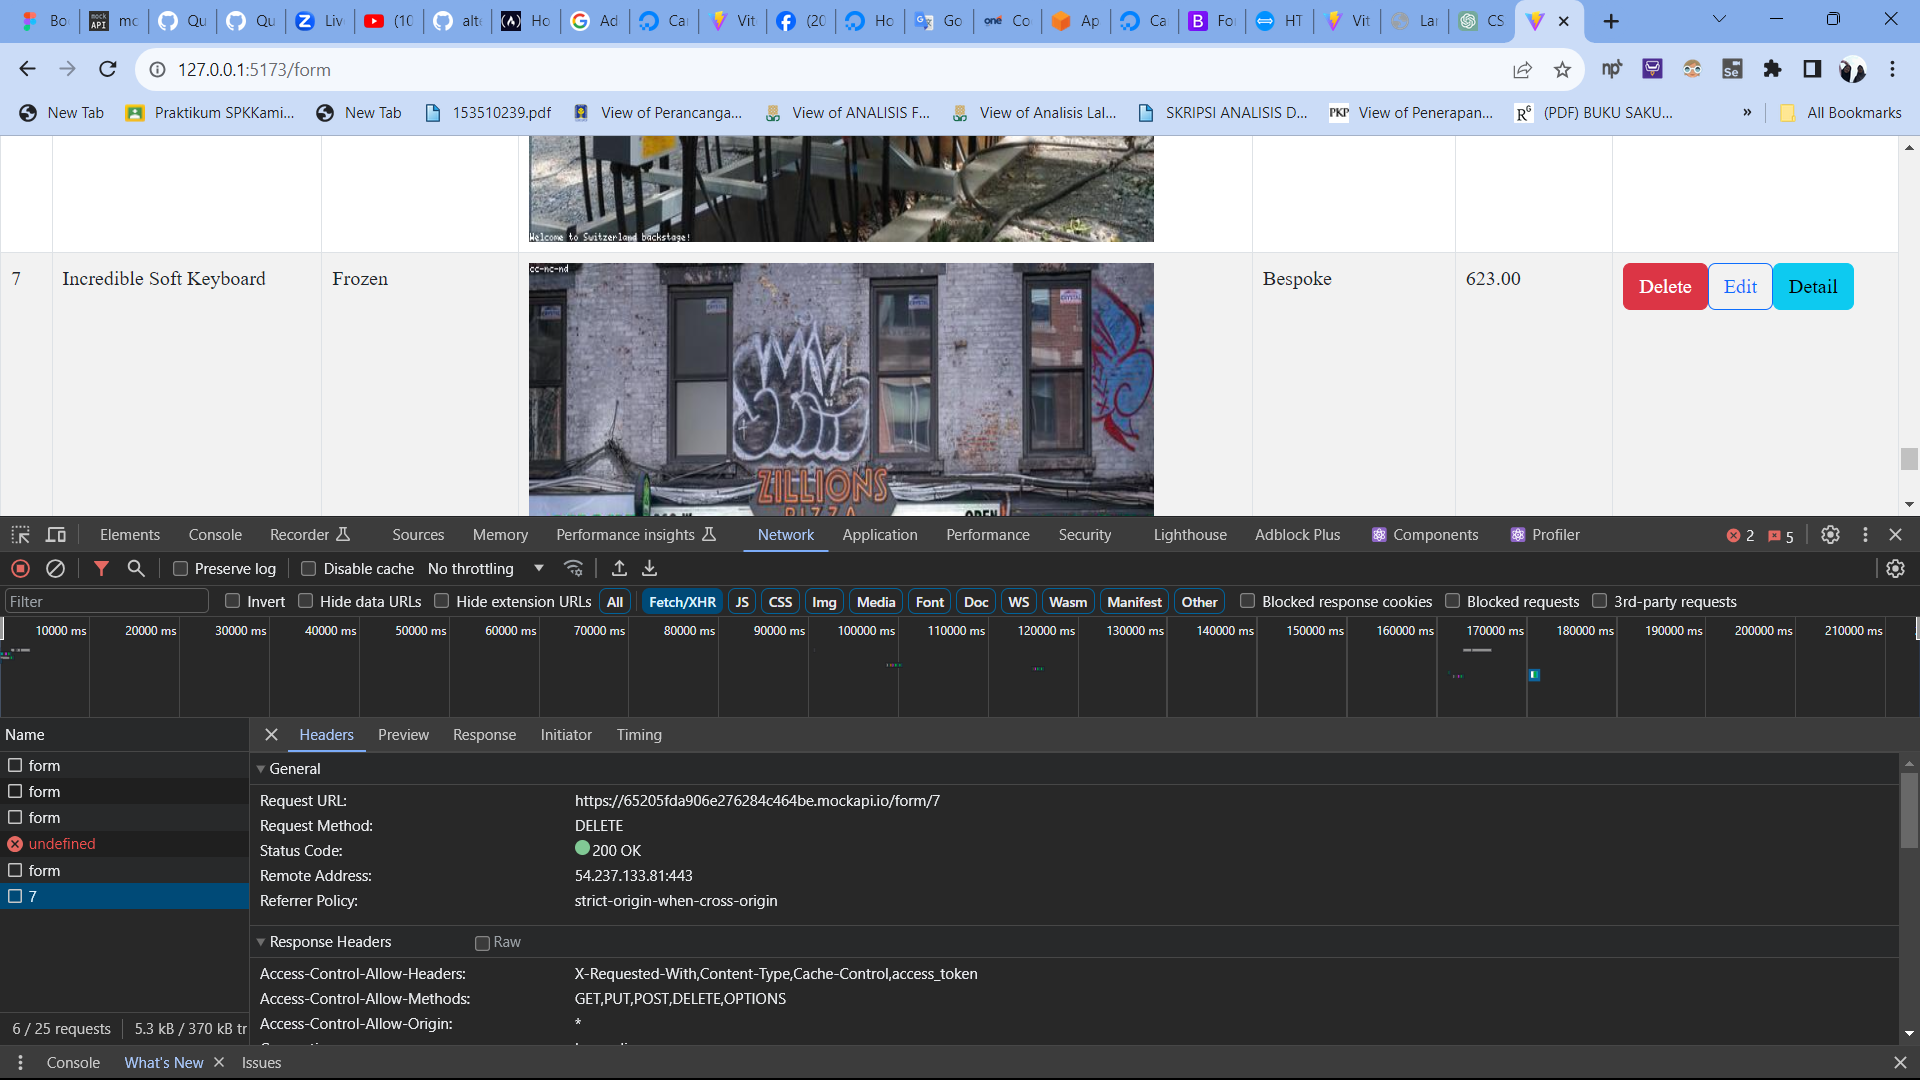 Bo
mc
Qu
Qu
Liv
(10
alt
Ho
Ad
Ca
Vit
(20
Ho
Go
Co
Ap
Ca
Fo
HT
Vit
Lar
CS
127.0.0.1:5173/form
New Tab
Praktikum SPKKami...
New Tab
153510239.pdf
View of Perancanga...
View of ANALISIS F...
View of Analisis Lal...
SKRIPSI ANALISIS D...
PKP View of Penerapan...
(PDF) BUKU SAKU...
»
All Bookmarks
Welcome to Switzerland backstage!
7
Incredible Soft Keyboard
Frozen
cc-nc-nd
ZILLIONS
PIZZA
OPEN
Bespoke
623.00
Delete
Edit
Detail
Elements
Console
Recorder
Sources
Memory
Performance insights
Network
Application
Performance
Security
Lighthouse
Adblock Plus
Components
Profiler
2
5
Preserve log
Disable cache
No throttling
Filter
Invert
Hide data URLs
Hide extension URLs
All
Fetch/XHR
JS
CSS
Img
Media
Font
Doc
WS
Wasm
Manifest
Other
Blocked response cookies
Blocked requests
3rd-party requests
10000 ms
20000 ms
30000 ms
40000 ms
50000 ms
60000 ms
70000 ms
80000 ms
90000 ms
100000 ms
110000 ms
120000 ms
130000 ms
140000 ms
150000 ms
160000 ms
170000 ms
180000 ms
190000 ms
200000 ms
210000 ms
Name
form
form
form
undefined
form
7
6 / 25 requests
5.3 kB / 370 kB tr
Headers
Preview
Response
Initiator
Timing
General
Request URL: https://65205fda906e276284c464be.mockapi.io/form/7
Request Method: DELETE
Status Code: 200 OK
Remote Address: 54.237.133.81:443
Referrer Policy: strict-origin-when-cross-origin
Response Headers
Raw
Access-Control-Allow-Headers: X-Requested-With,Content-Type,Cache-Control,access_token
Access-Control-Allow-Methods: GET,PUT,POST,DELETE,OPTIONS
Access-Control-Allow-Origin: *
Console
What's New
Issues